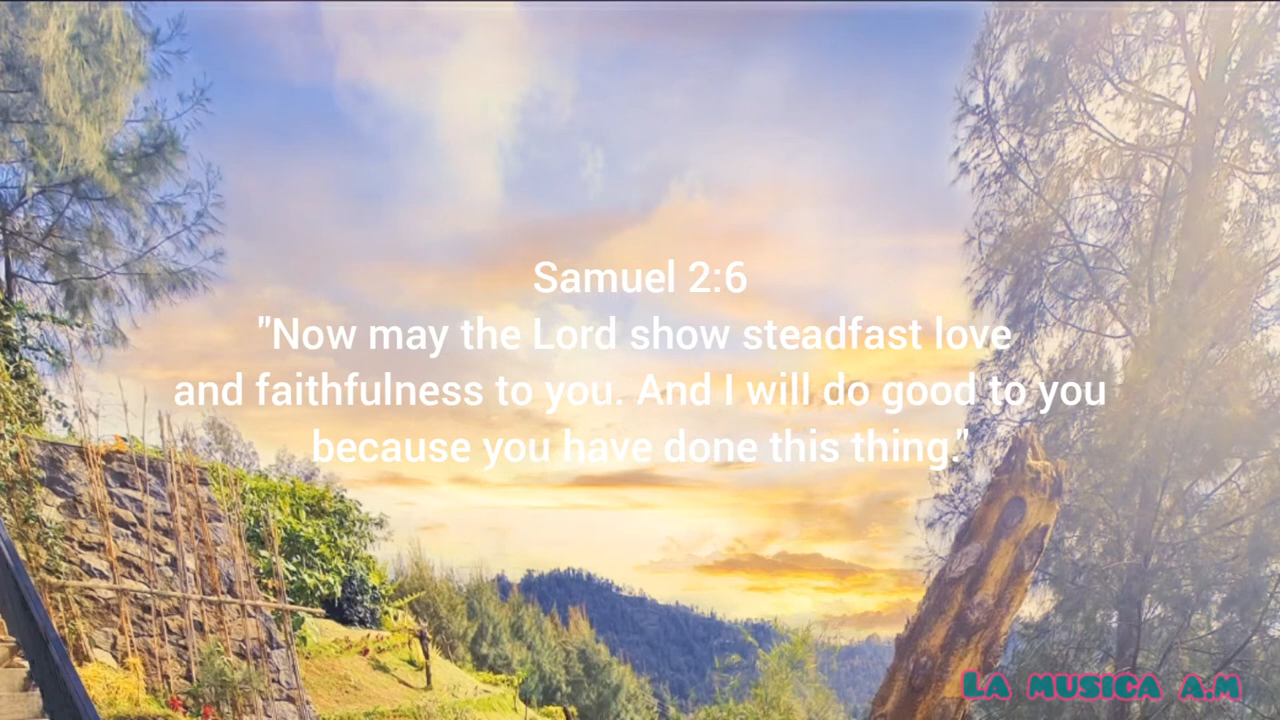 Samuel 2:6
"Now may the Lord show steadfast love
and faithfulness to you. And I will do good to you
because you have done this thing."
La musica a.m